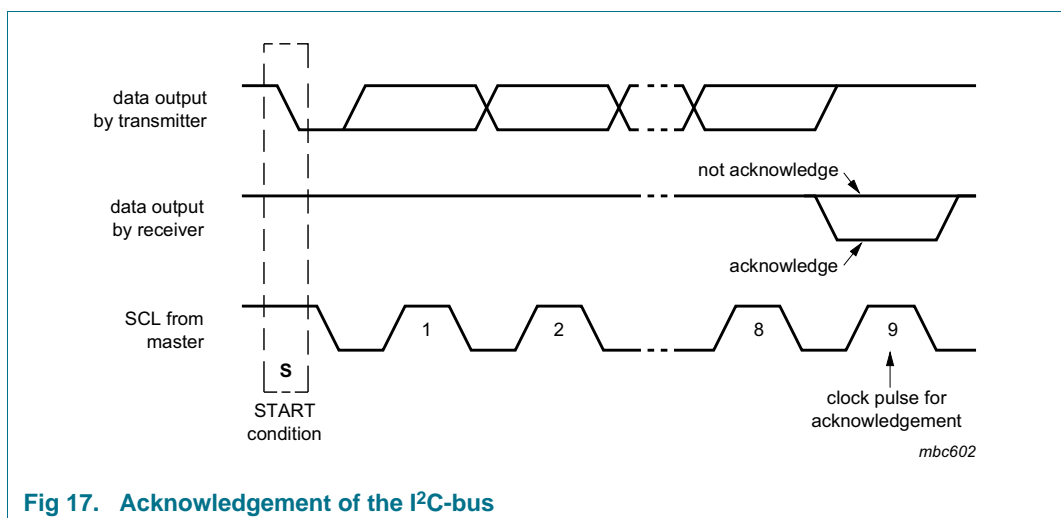 data output
by transmitter
not acknowledge
data output
by receiver
acknowledge
SCL from
master
1
2
8
9
S
START
condition
clock pulse for
acknowledgement
mbc602
Fig 17. Acknowledgement of the I²C-bus